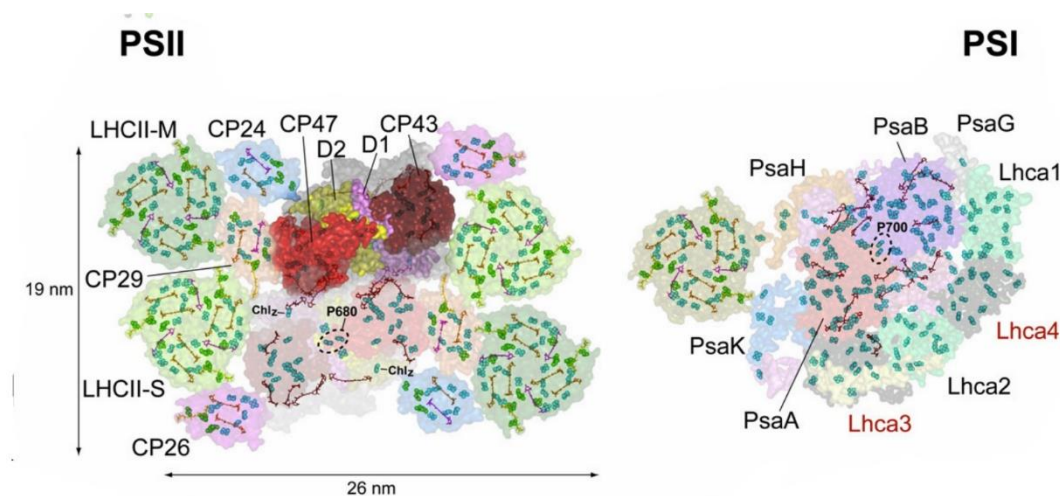 PSII
PSI
LHCII-M
CP24
CP47
D2
D1
CP43
PsaB
PsaG
PsaH
Lhca1
P700
CP29
19 nm
Chlz
P680
Chlz
PsaK
Lhca4
LHCII-S
Lhca2
PsaA
Lhca3
CP26
26 nm